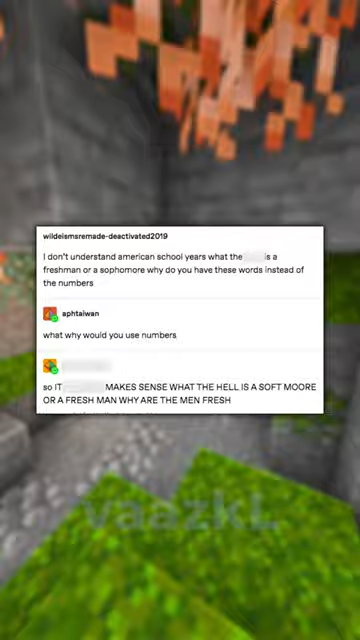 wildeismsremade-deactivated2019
I don't understand american school years what the is a
freshman or a sophomore why do you have these words instead of
the numbers
aphtaiwan
what why would you use numbers
so IT MAKES SENSE WHAT THE HELL IS A SOFT MOORE
OR A FRESH MAN WHY ARE THE MEN FRESH
vaazkL